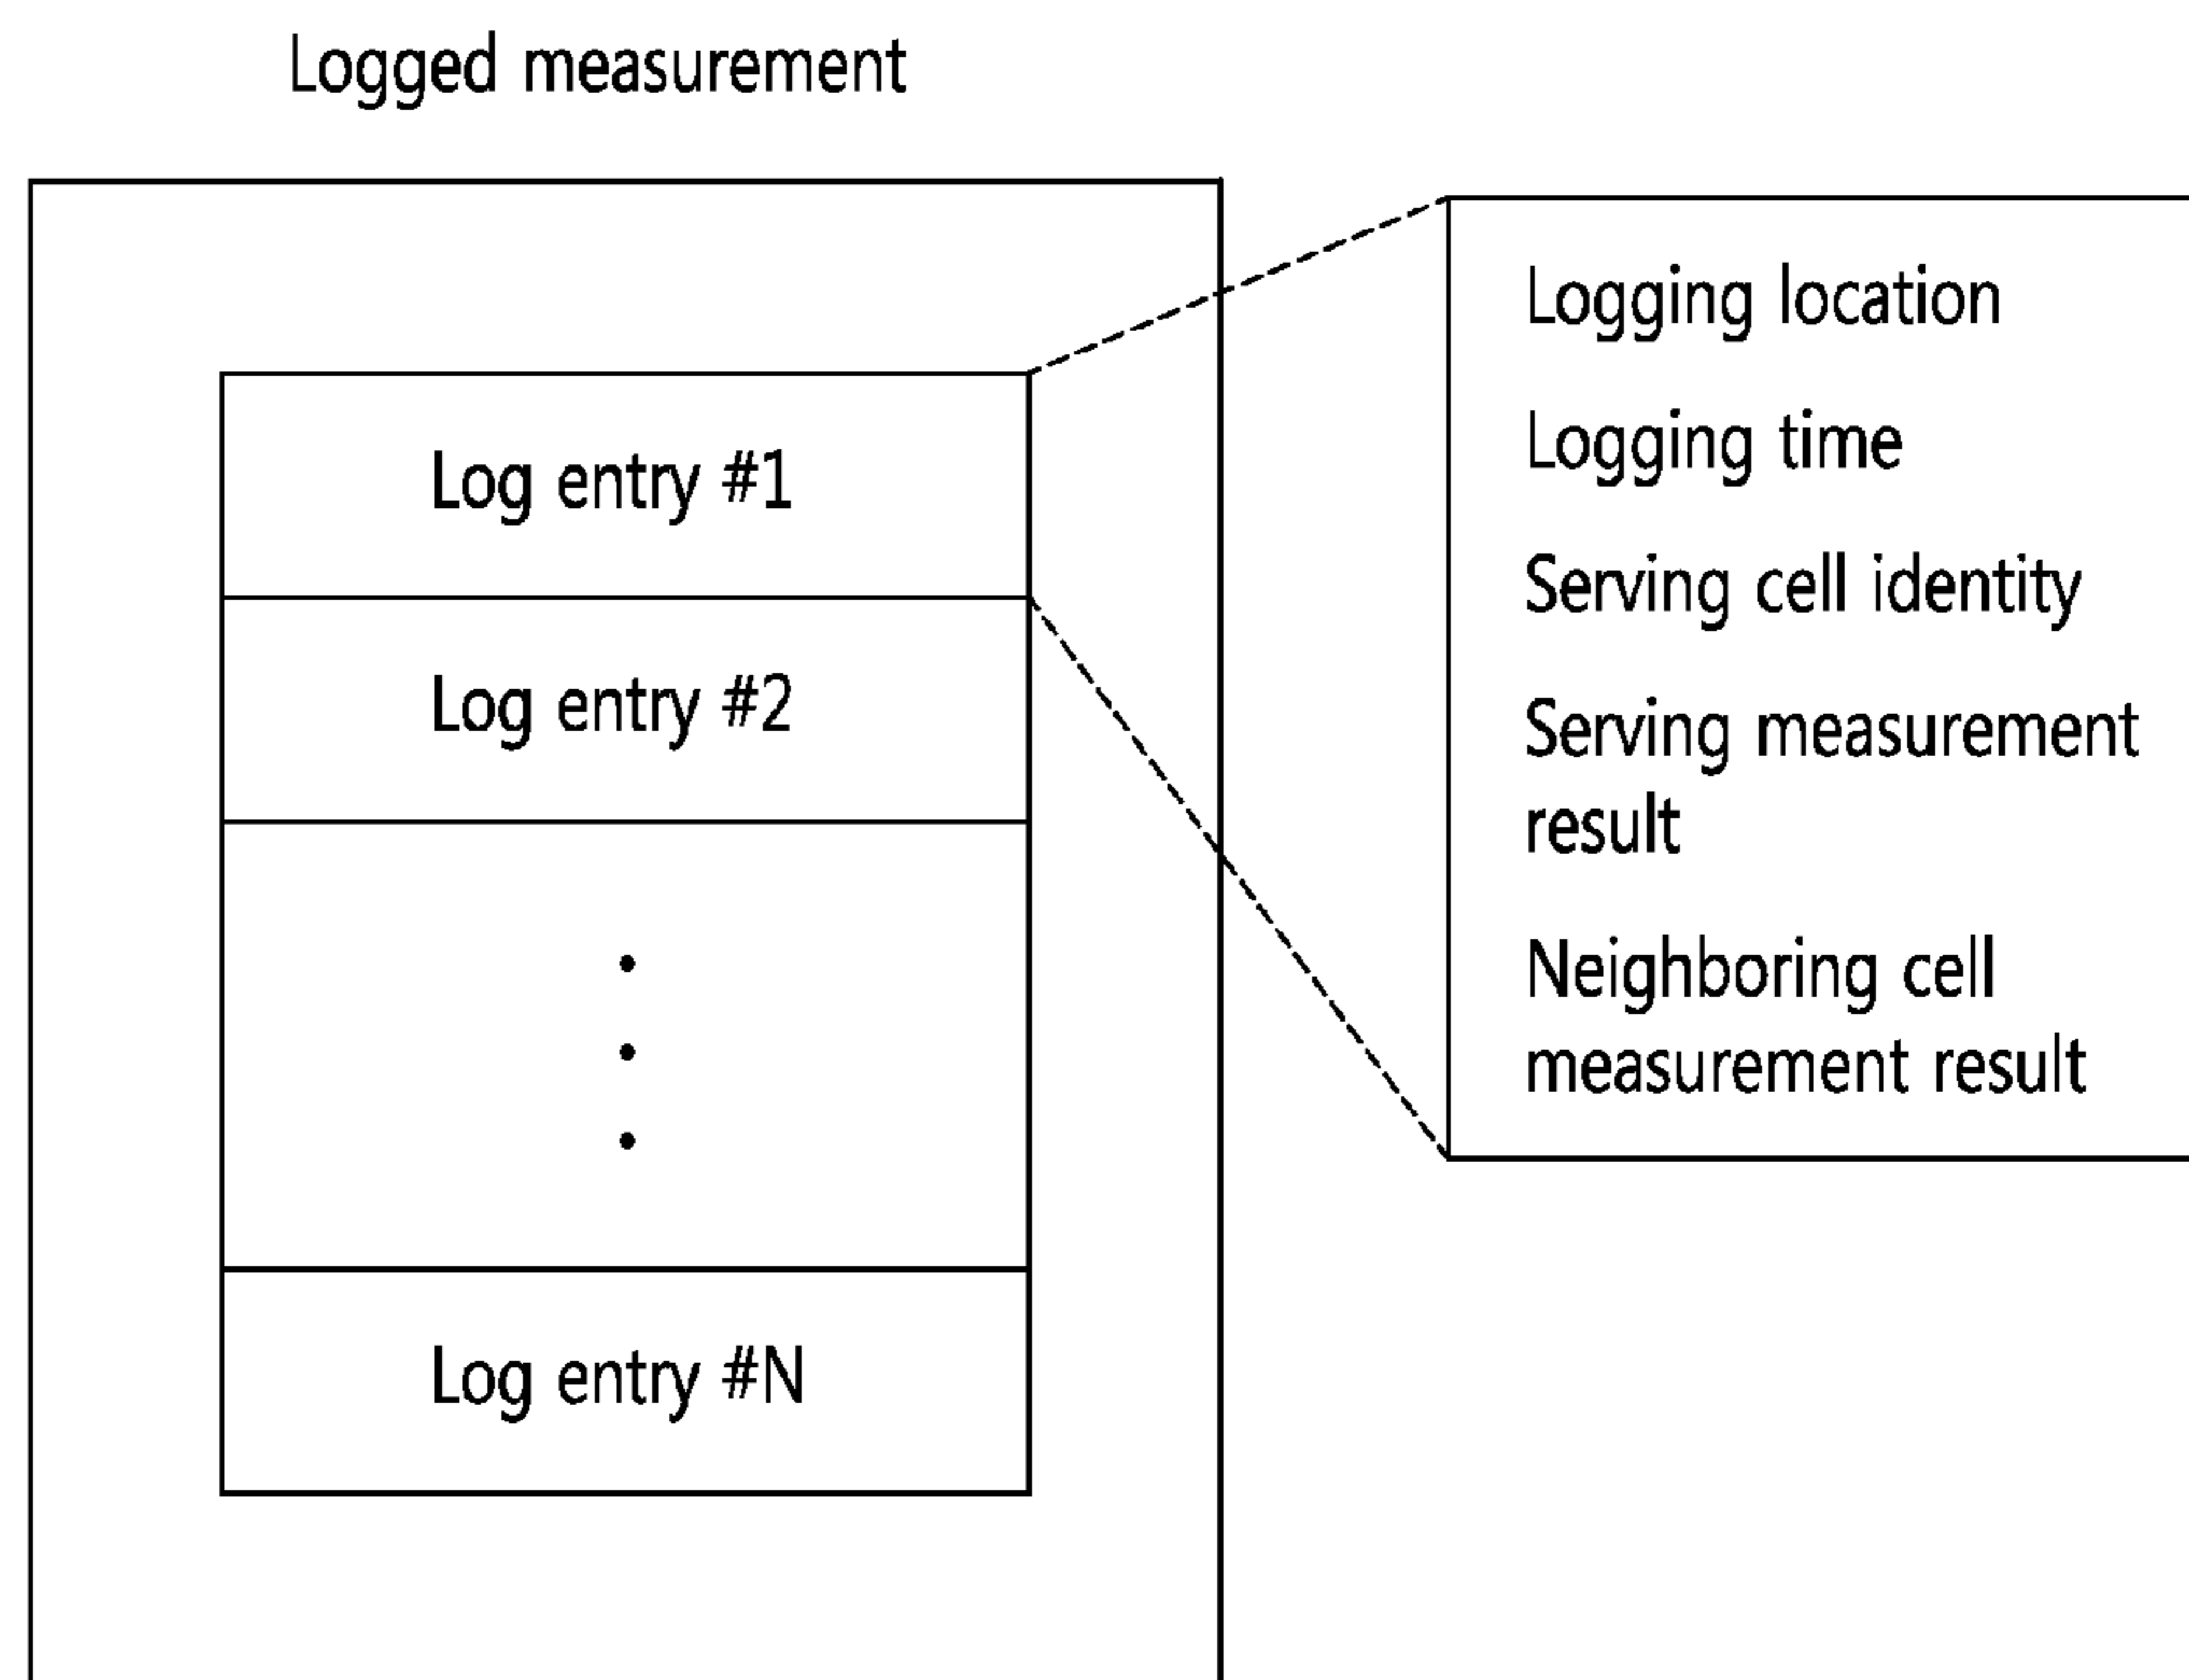 Logged measurement
Log entry #1
Log entry #2
Log entry #N
Logging location
Logging time
Serving cell identity
Serving measurement
result
Neighboring cell
measurement result